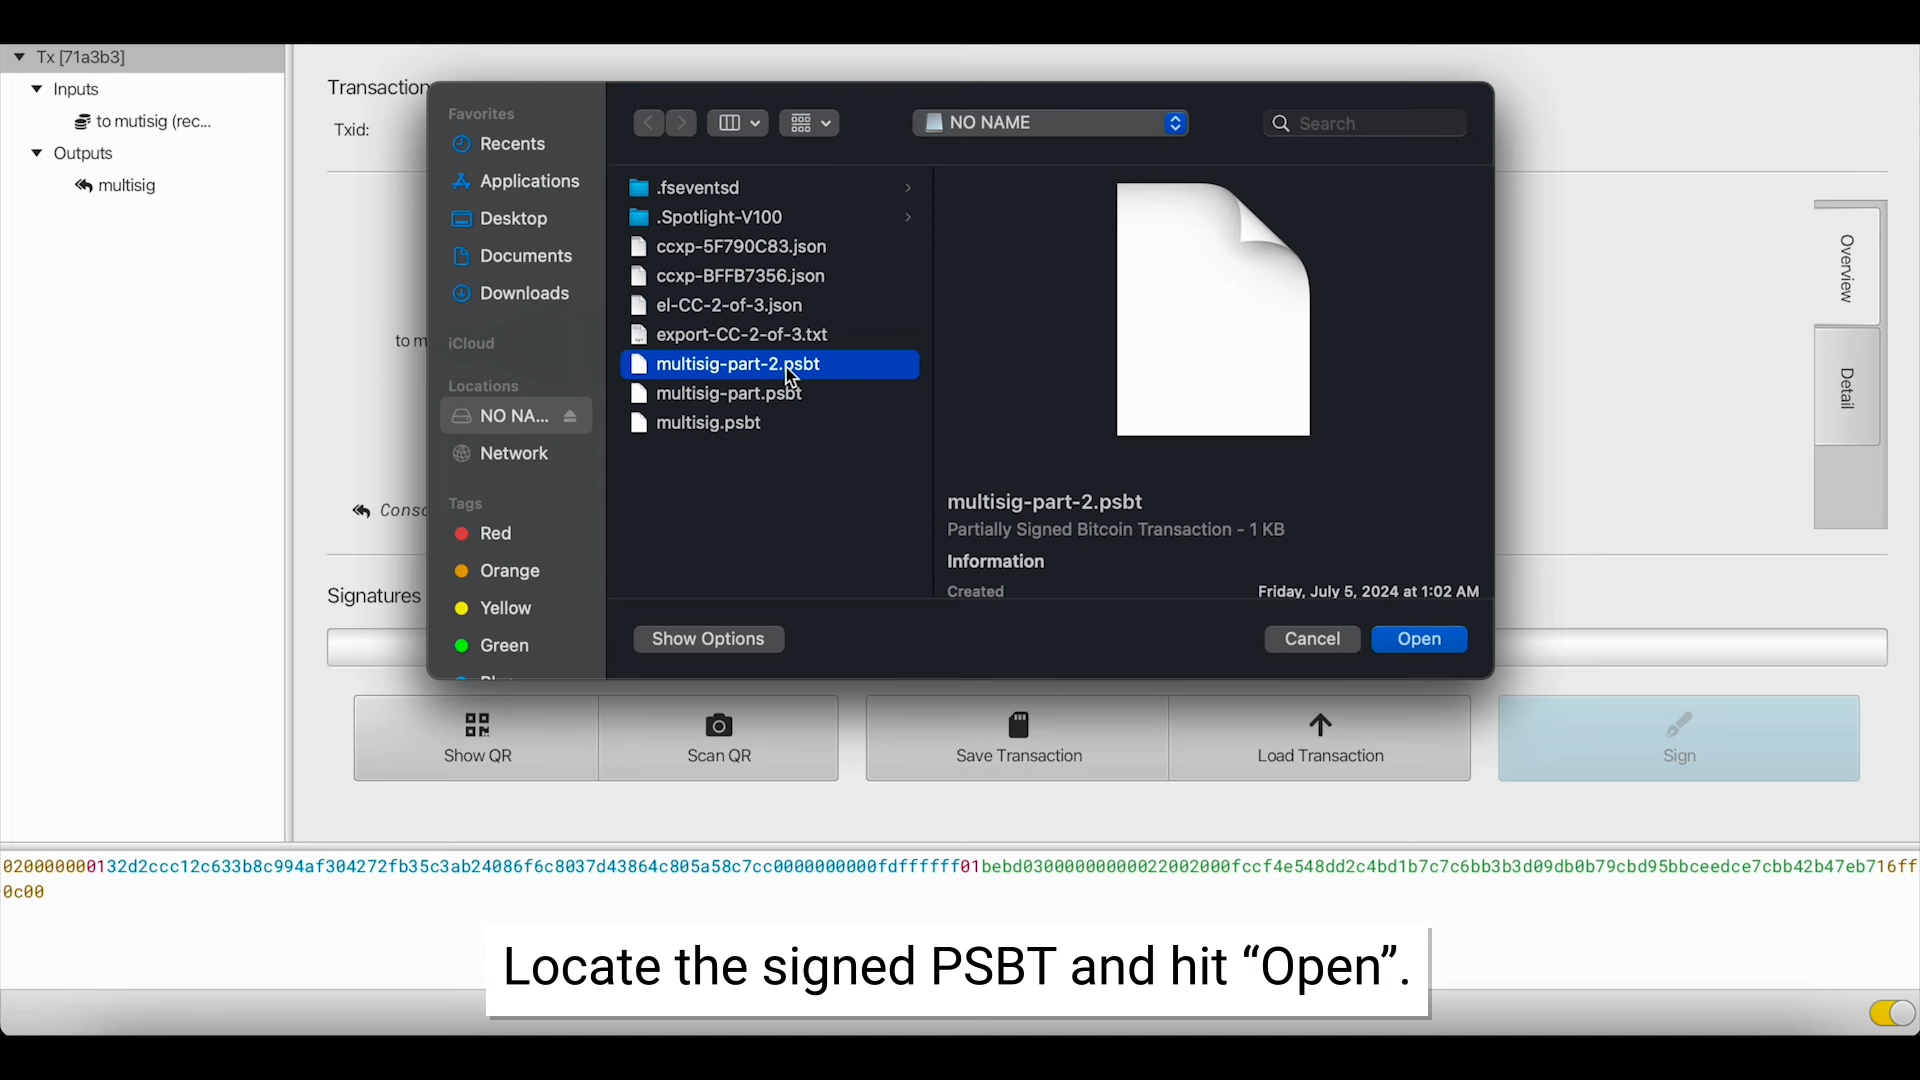 Tx [71a3b3]
Inputs
to mutisig (rec...
Outputs
multisig
Transaction
Txid:
to m
Signatures
Favorites
Recents
Applications
Desktop
Documents
Downloads
iCloud
Locations
NO NA...
Network
Tags
Red
Orange
Yellow
Green
NO NAME
Search
.fseventsd
.Spotlight-V100
ccxp-5F790C83.json
ccxp-BFFB7356.json
el-CC-2-of-3.json
export-CC-2-of-3.txt
multisig-part-2.psbt
multisig-part.psbt
multisig.psbt
multisig-part-2.psbt
Partially Signed Bitcoin Transaction - 1 KB
Information
Created Friday, July 5, 2024 at 1:02 AM
Show Options
Cancel
Open
Overview
Detail
Show QR
Scan QR
Save Transaction
Load Transaction
Sign
020000000132d2ccc12c633b8c994af304272fb35c3ab24086f6c8037d43864c805a58c7cc0000000000fdffffff01bebd03000000000022002000fccf4e548dd2c4bd1b7c7c6bb3b3d09db0b79cbd95bbceedce7cbb42b47eb716ff
0c00
Locate the signed PSBT and hit “Open”.